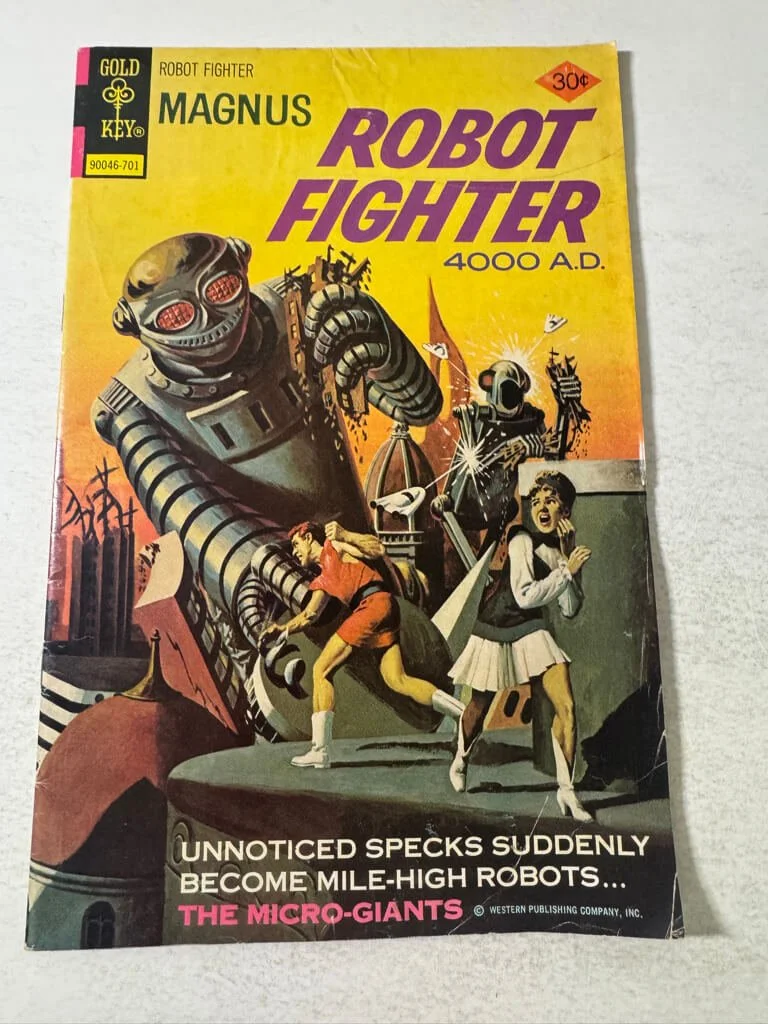 GOLD
KEY®
90046-701
ROBOT FIGHTER
MAGNUS
ROBOT
FIGHTER
4000 A.D.
30¢
UNNOTICED SPECKS SUDDENLY
BECOME MILE-HIGH ROBOTS...
THE MICRO-GIANTS © WESTERN PUBLISHING COMPANY, INC.